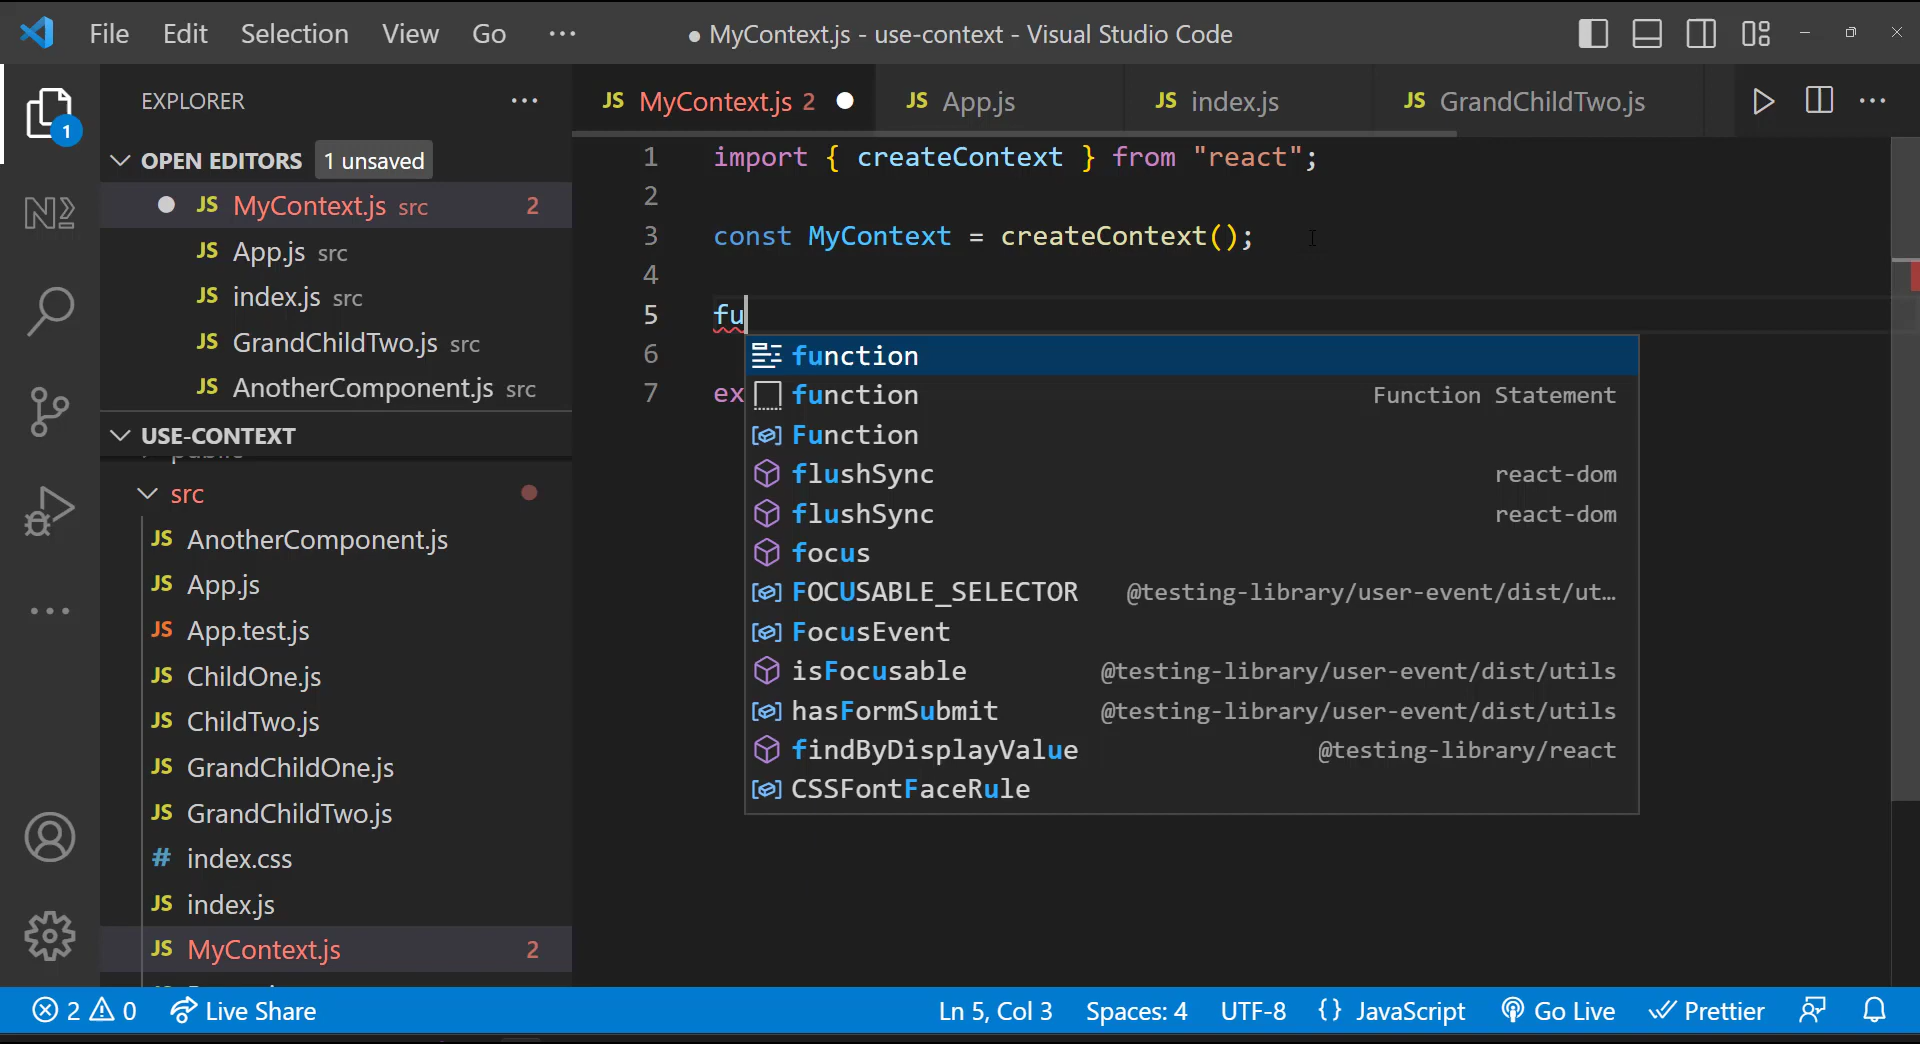 File Edit Selection View Go ··· ● MyContext.js - use-context - Visual Studio Code
EXPLORER ···
JS MyContext.js 2 ● JS App.js JS index.js JS GrandChildTwo.js ···
1
OPEN EDITORS 1 unsaved
● JS MyContext.js src 2
JS App.js src
JS index.js src
JS GrandChildTwo.js src
JS AnotherComponent.js src
USE-CONTEXT
public
src
JS AnotherComponent.js
JS App.js
JS App.test.js
JS ChildOne.js
JS ChildTwo.js
JS GrandChildOne.js
JS GrandChildTwo.js
# index.css
JS index.js
JS MyContext.js 2
1 import { createContext } from "react";
2
3 const MyContext = createContext();
4
5 fu
6
7 ex
function
function Function Statement
Function
flushSync react-dom
flushSync react-dom
focus
FOCUSABLE_SELECTOR @testing-library/user-event/dist/ut…
FocusEvent
isFocusable @testing-library/user-event/dist/utils
hasFormSubmit @testing-library/user-event/dist/utils
findByDisplayValue @testing-library/react
CSSFontFaceRule
2 0 Live Share Ln 5, Col 3 Spaces: 4 UTF-8 {} JavaScript Go Live Prettier